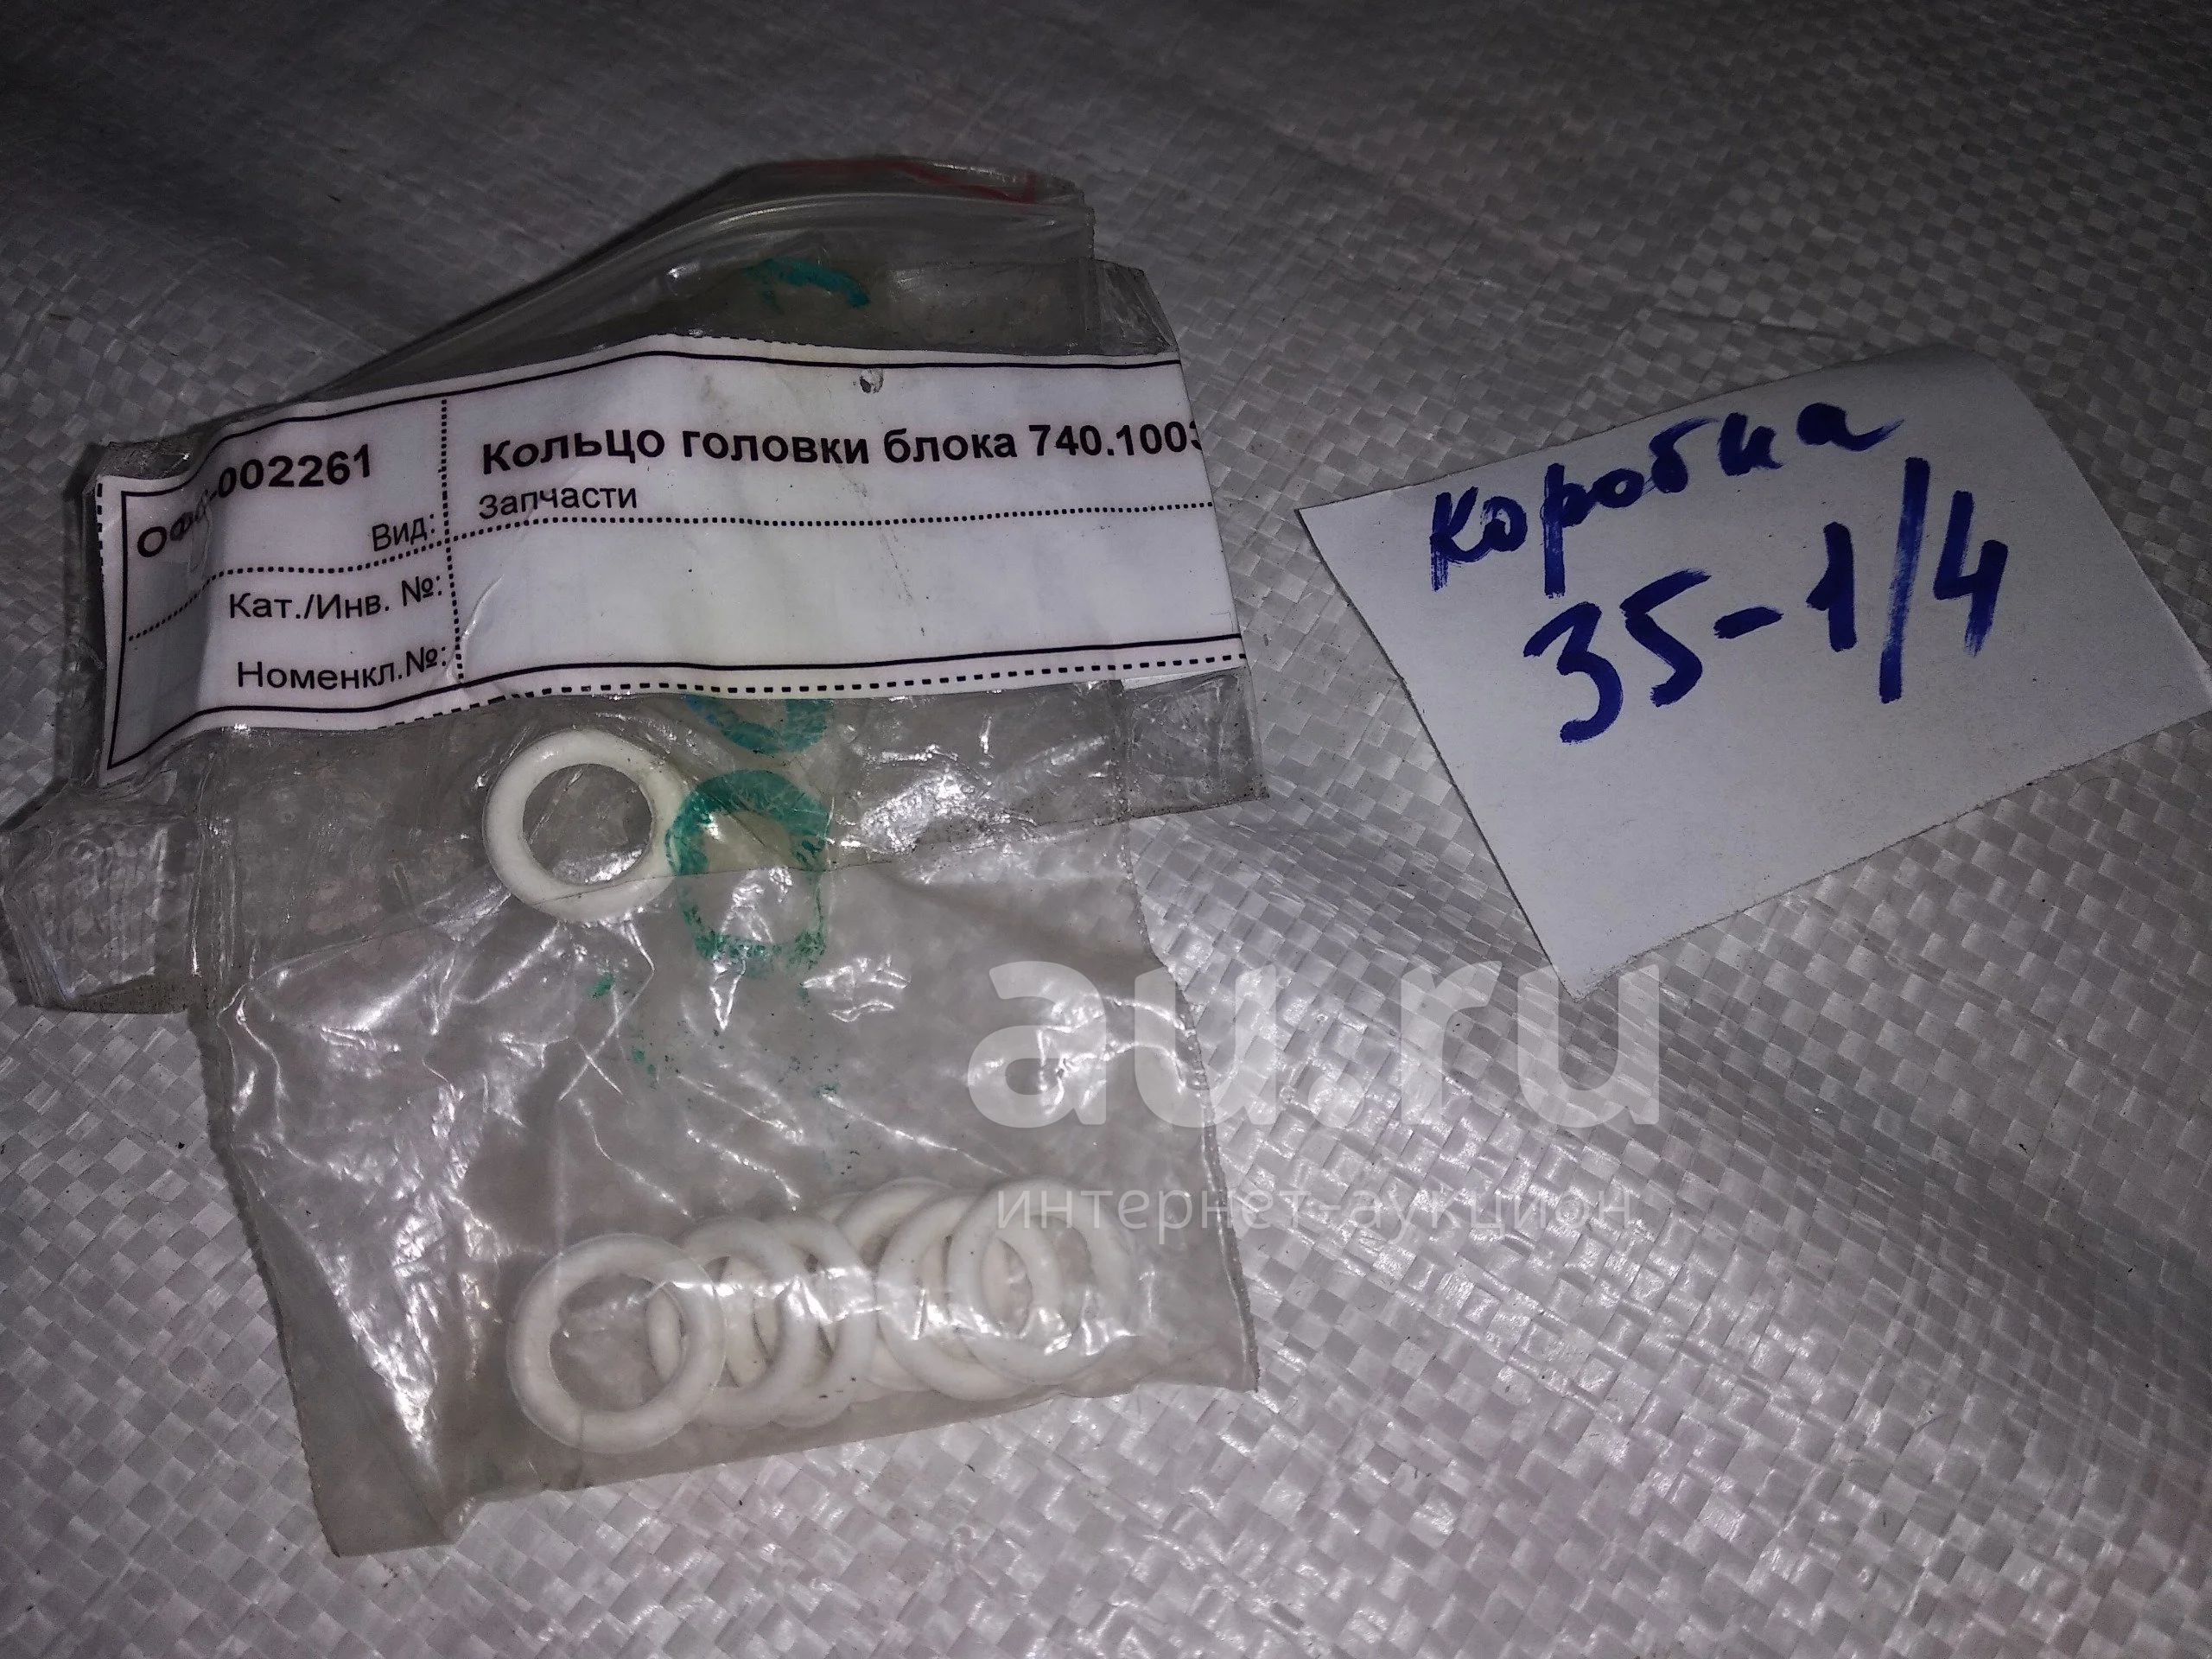 -002261
Кольцо головки блока 740.1003
Вид:
Запчасти
Кат./Инв. №:
Номенкл.№:
коробка
35-1/4
au.ru
интернет-аукцион